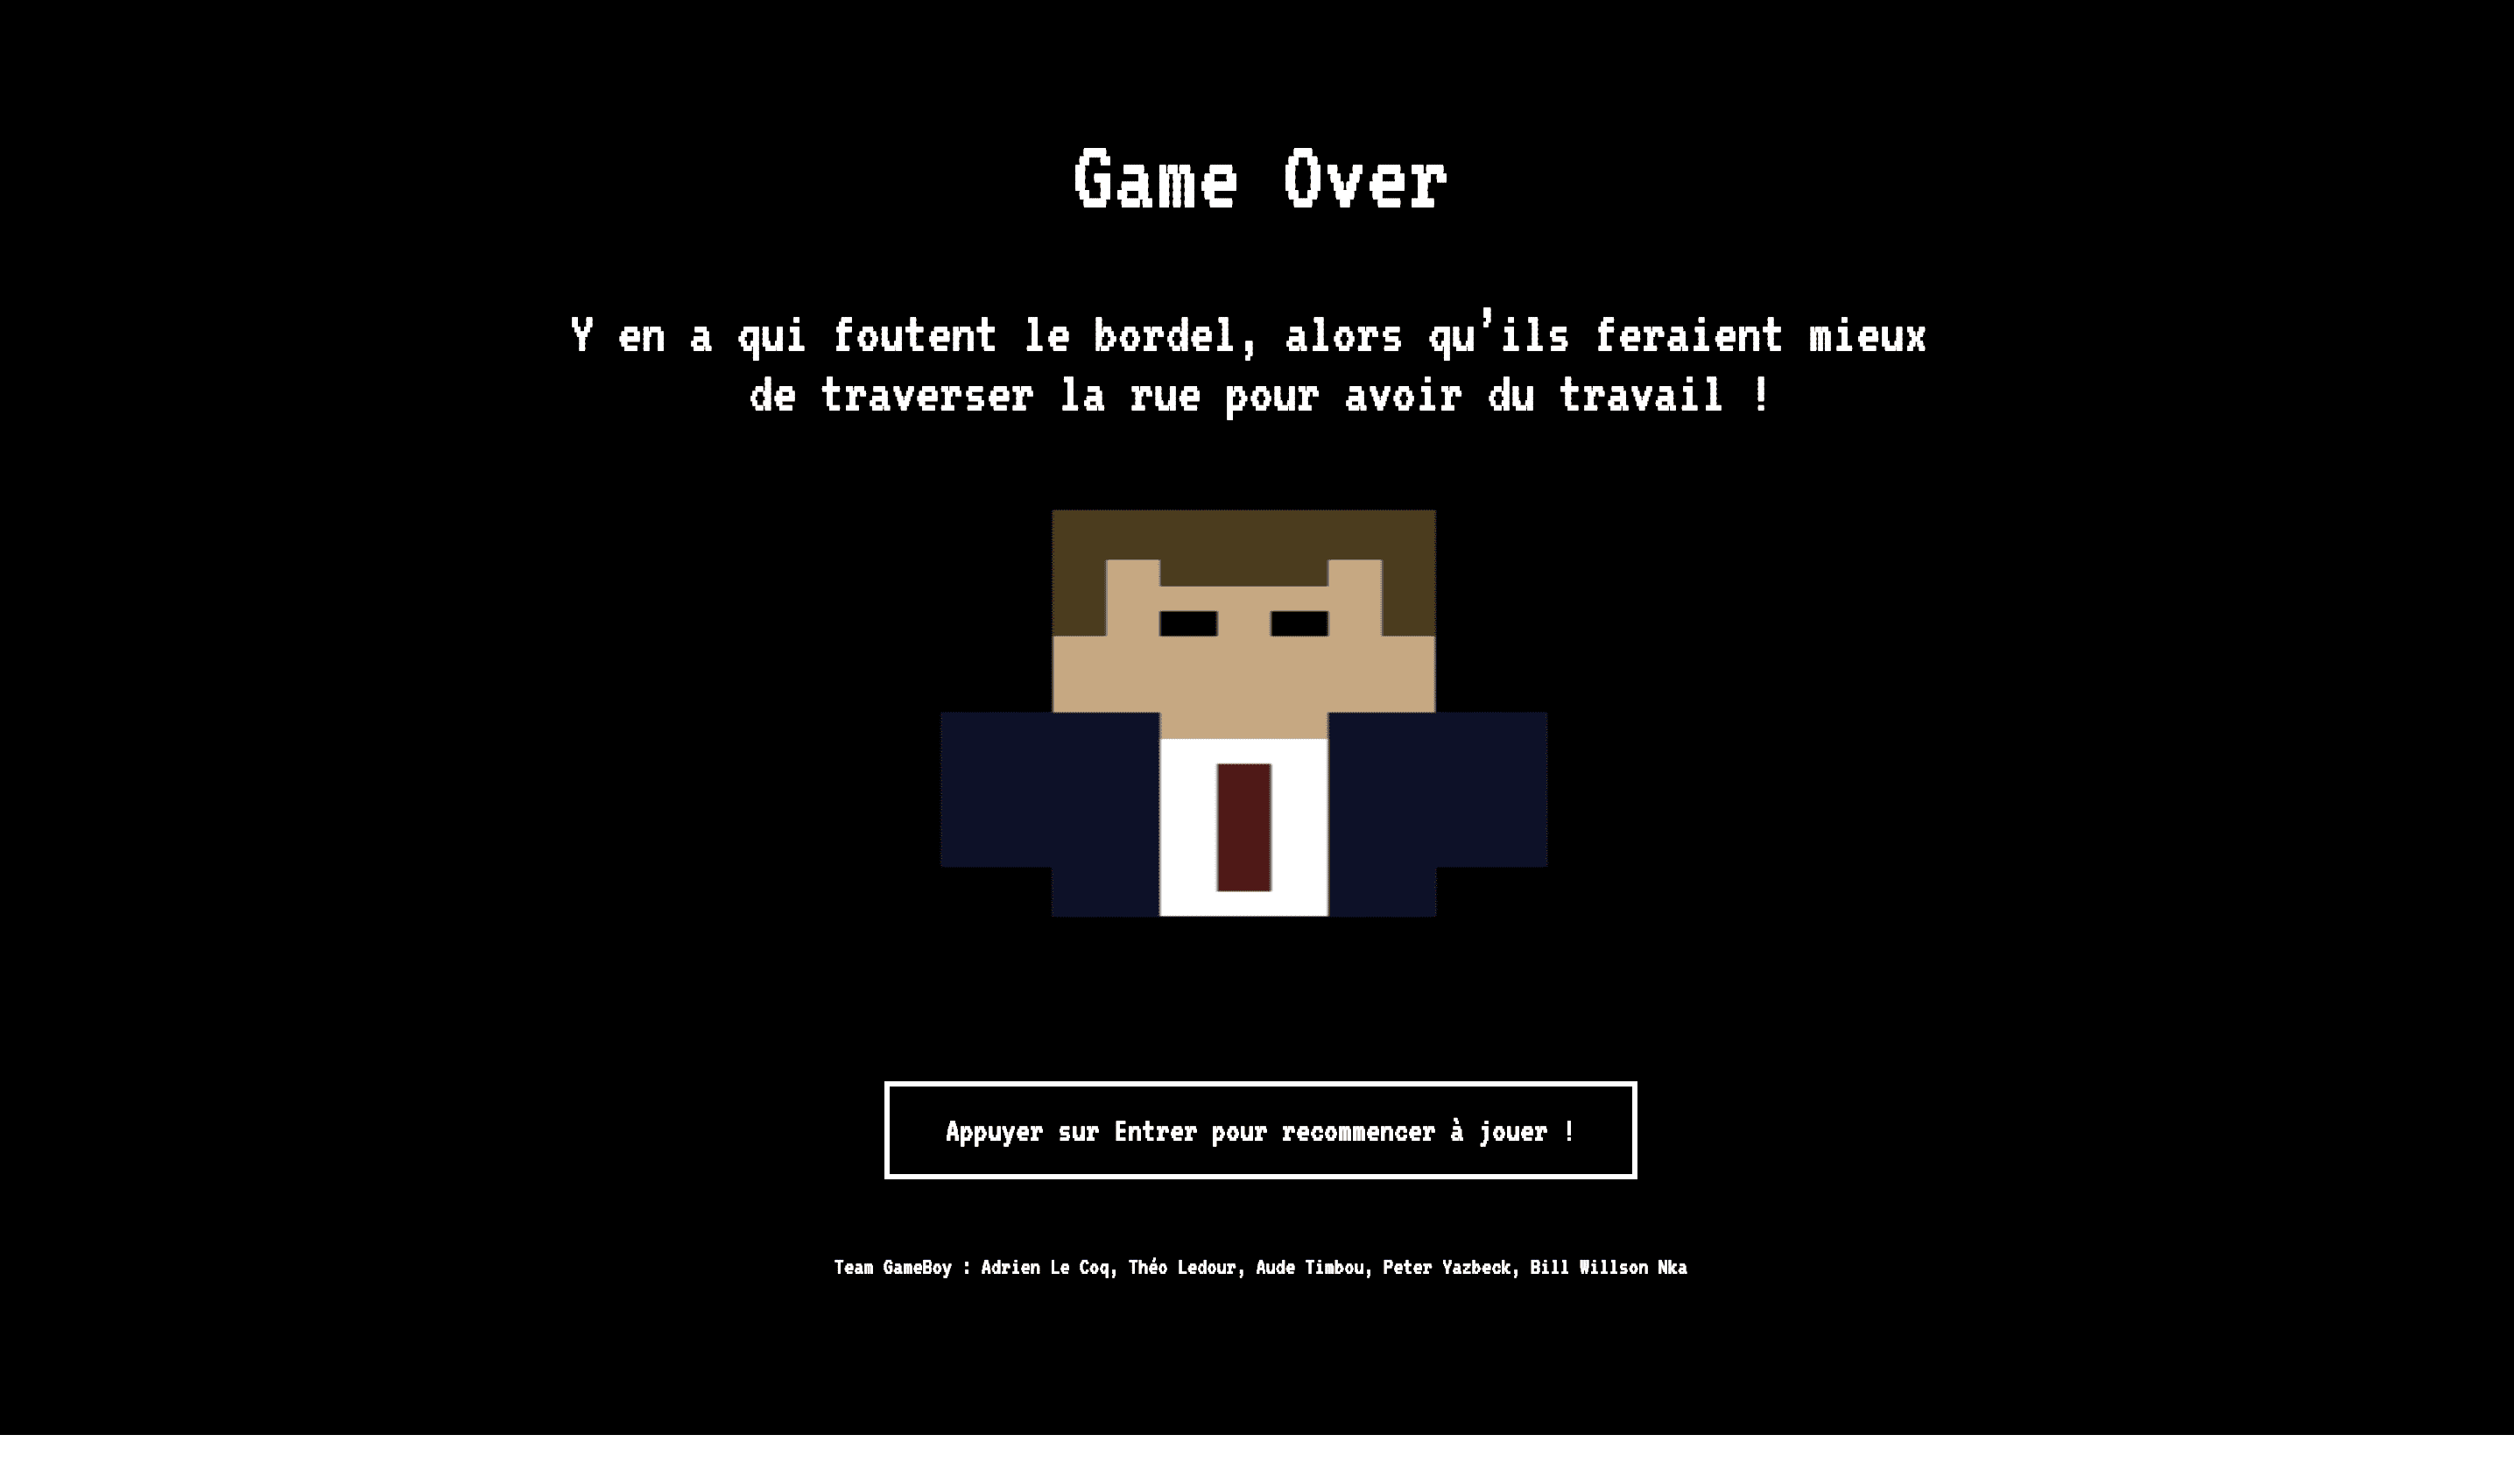 Game Over
Y en a qui foutent le bordel, alors qu'ils feraient mieux
de traverser la rue pour avoir du travail !
Appuyer sur Entrer pour recommencer à jouer !
Team GameBoy : Adrien Le Coq, Théo Ledour, Aude Timbou, Peter Yazbeck, Bill Willson Nka